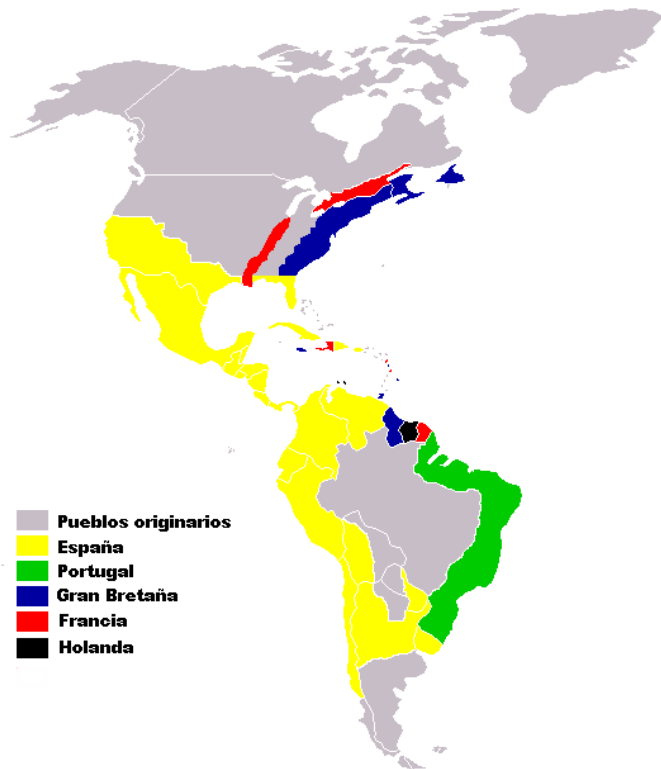 Pueblos originarios
España
Portugal
Gran Bretaña
Francia
Holanda